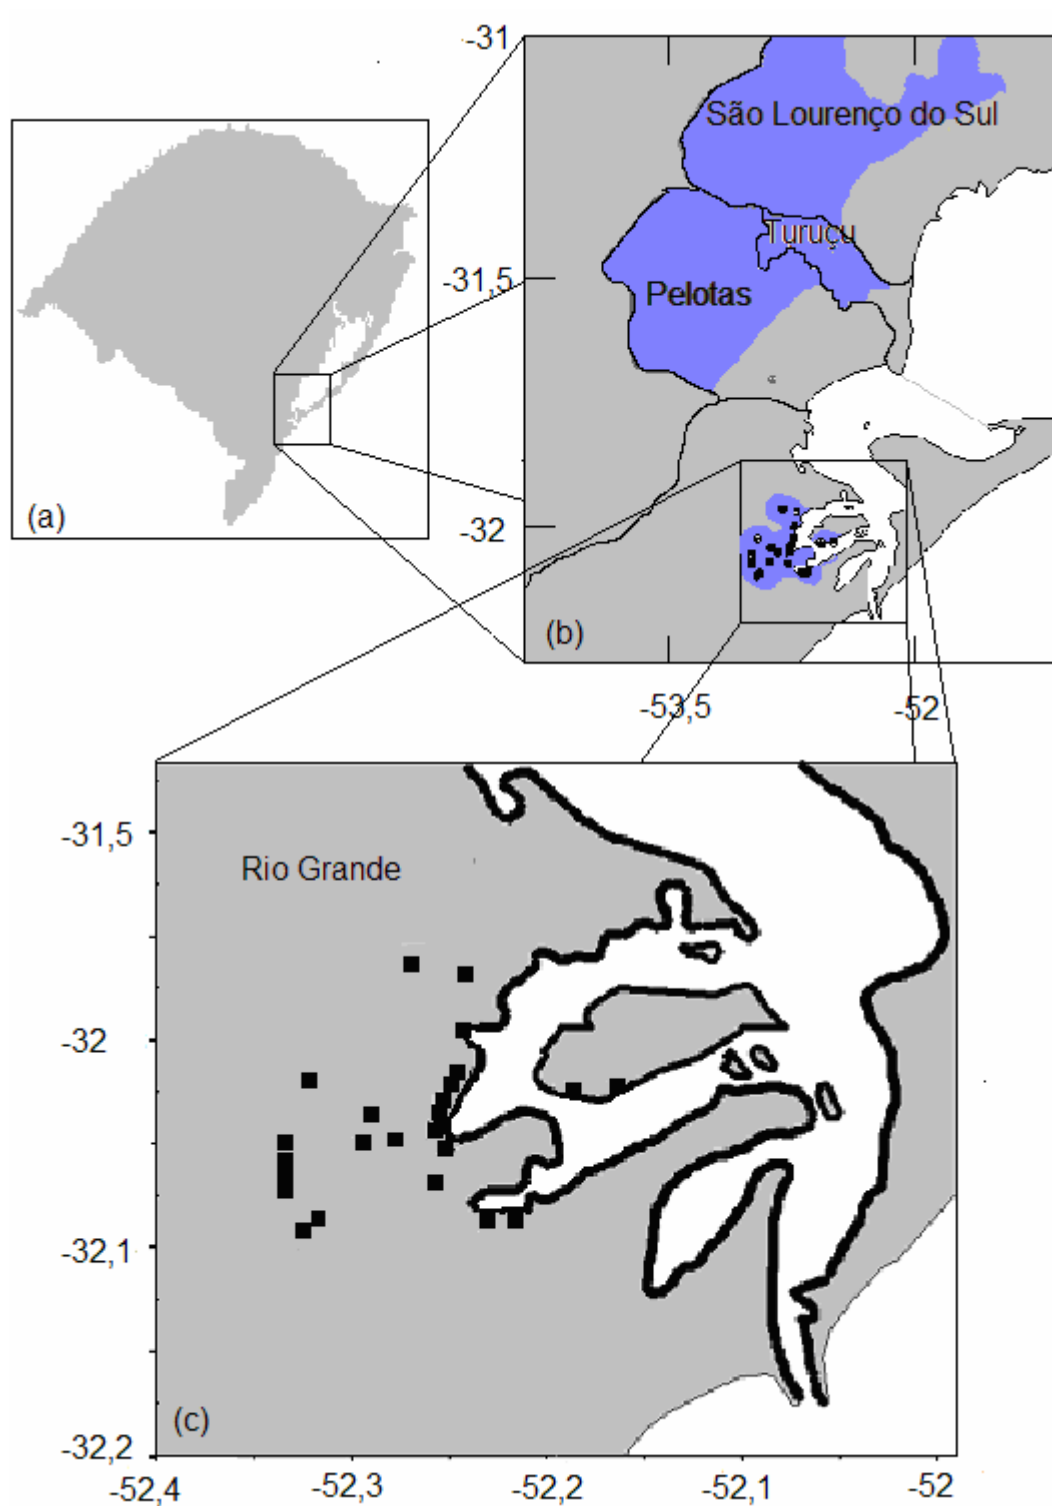 -31
São Lourenço do Sul
Turuçu
-31,5
Pelotas
(a)
-32
(b)
-53,5
-52
-31,5
Rio Grande
-32
-32,1
(c)
-32,2
-52,4
-52,3
-52,2
-52,1
-52